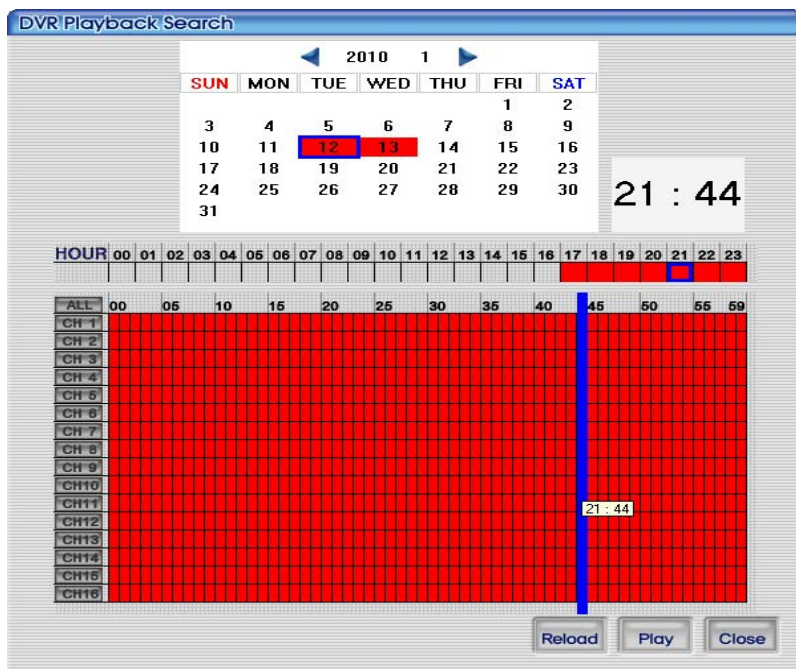 DVR Playback Search
2010 1
SUN MON TUE WED THU FRI SAT
1 2
3 4 5 6 7 8 9
10 11 12 13 14 15 16
17 18 19 20 21 22 23
24 25 26 27 28 29 30
31
21 : 44
HOUR 00 01 02 03 04 05 06 07 08 09 10 11 12 13 14 15 16 17 18 19 20 21 22 23
ALL 00 05 10 15 20 25 30 35 40 45 50 55 59
CH 1
CH 2
CH 3
CH 4
CH 5
CH 6
CH 7
CH 8
CH 9
CH10
CH11
21 : 44
CH12
CH13
CH14
CH15
CH16
Reload Play Close